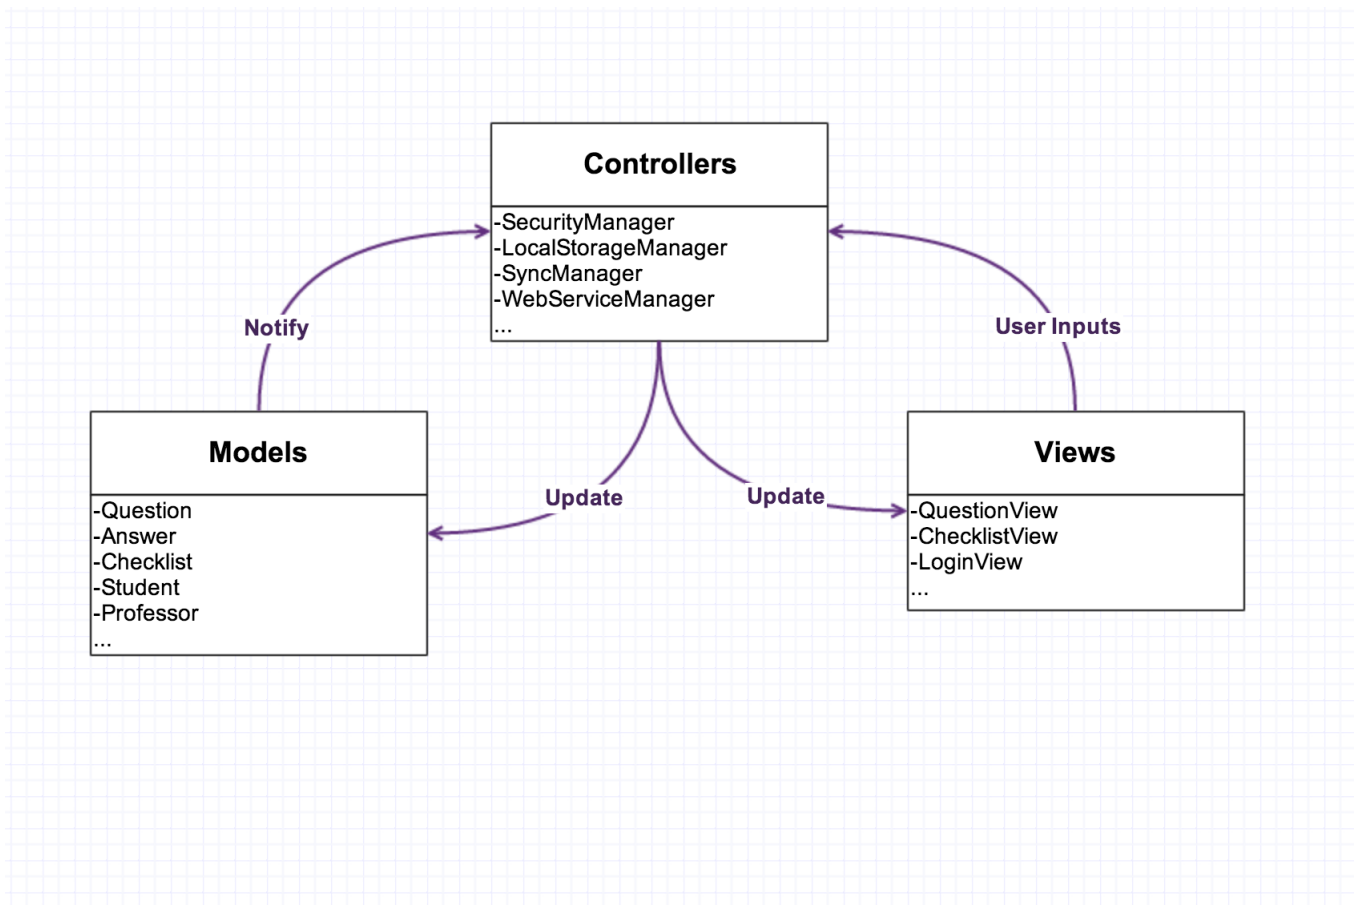 Controllers
-SecurityManager
-LocalStorageManager
-SyncManager
-WebServiceManager
...
Notify
User Inputs
Models
-Question
-Answer
-Checklist
-Student
-Professor
...
Update
Update
Views
-QuestionView
-ChecklistView
-LoginView
...